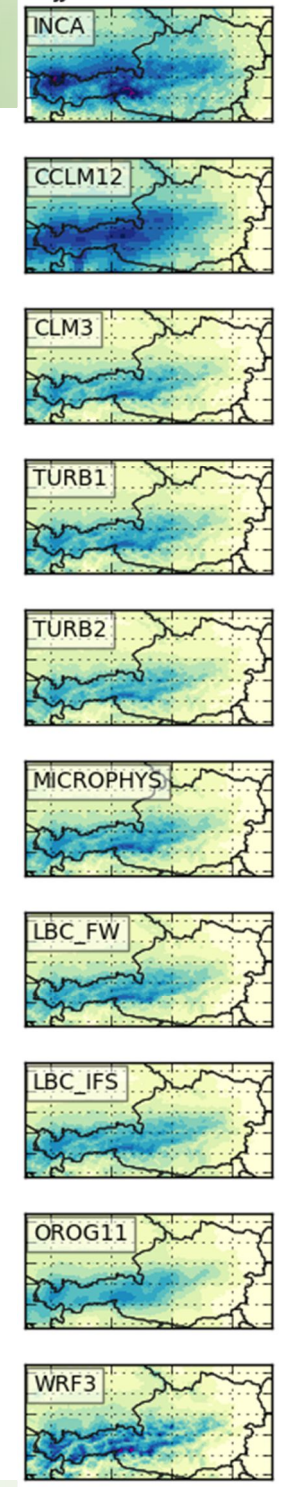 INCA
CCLM12
CLM3
TURB1
TURB2
MICROPHYS
LBC_FW
LBC_IFS
OROG11
WRF3